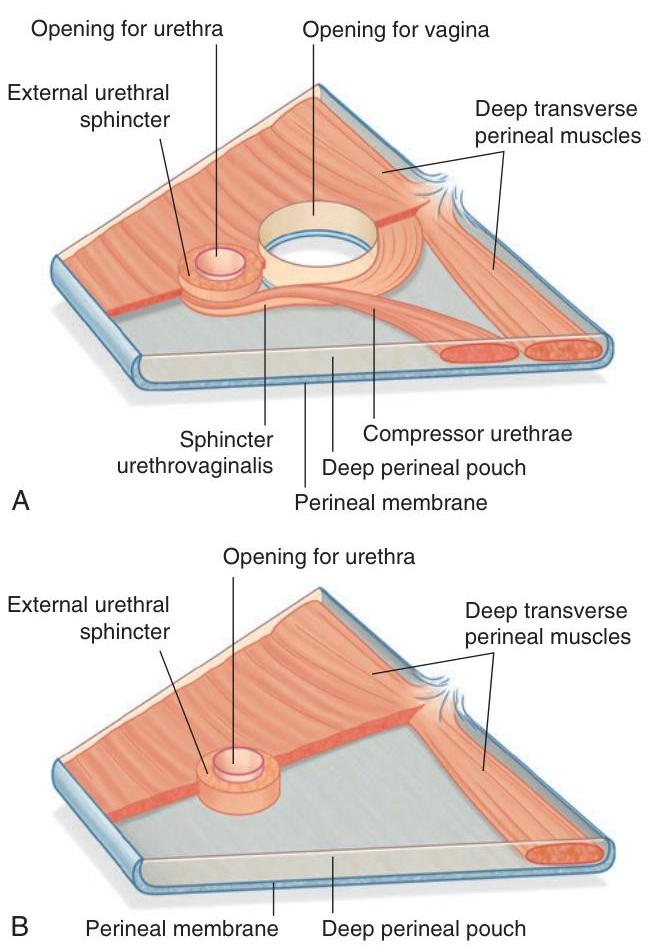 Opening for urethra
Opening for vagina
External urethral
sphincter
Deep transverse
perineal muscles
Sphincter
urethrovaginalis
Compressor urethrae
Deep perineal pouch
Perineal membrane
A
Opening for urethra
External urethral
sphincter
Deep transverse
perineal muscles
B
Perineal membrane
Deep perineal pouch